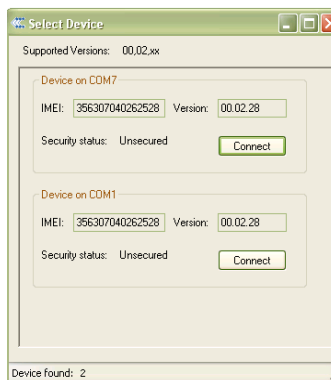 Select Device
Supported Versions: 00,02,xx
Device on COM7
IMEI: 356307040262528 Version: 00.02.28
Security status: Unsecured Connect
Device on COM1
IMEI: 356307040262528 Version: 00.02.28
Security status: Unsecured Connect
Device found: 2